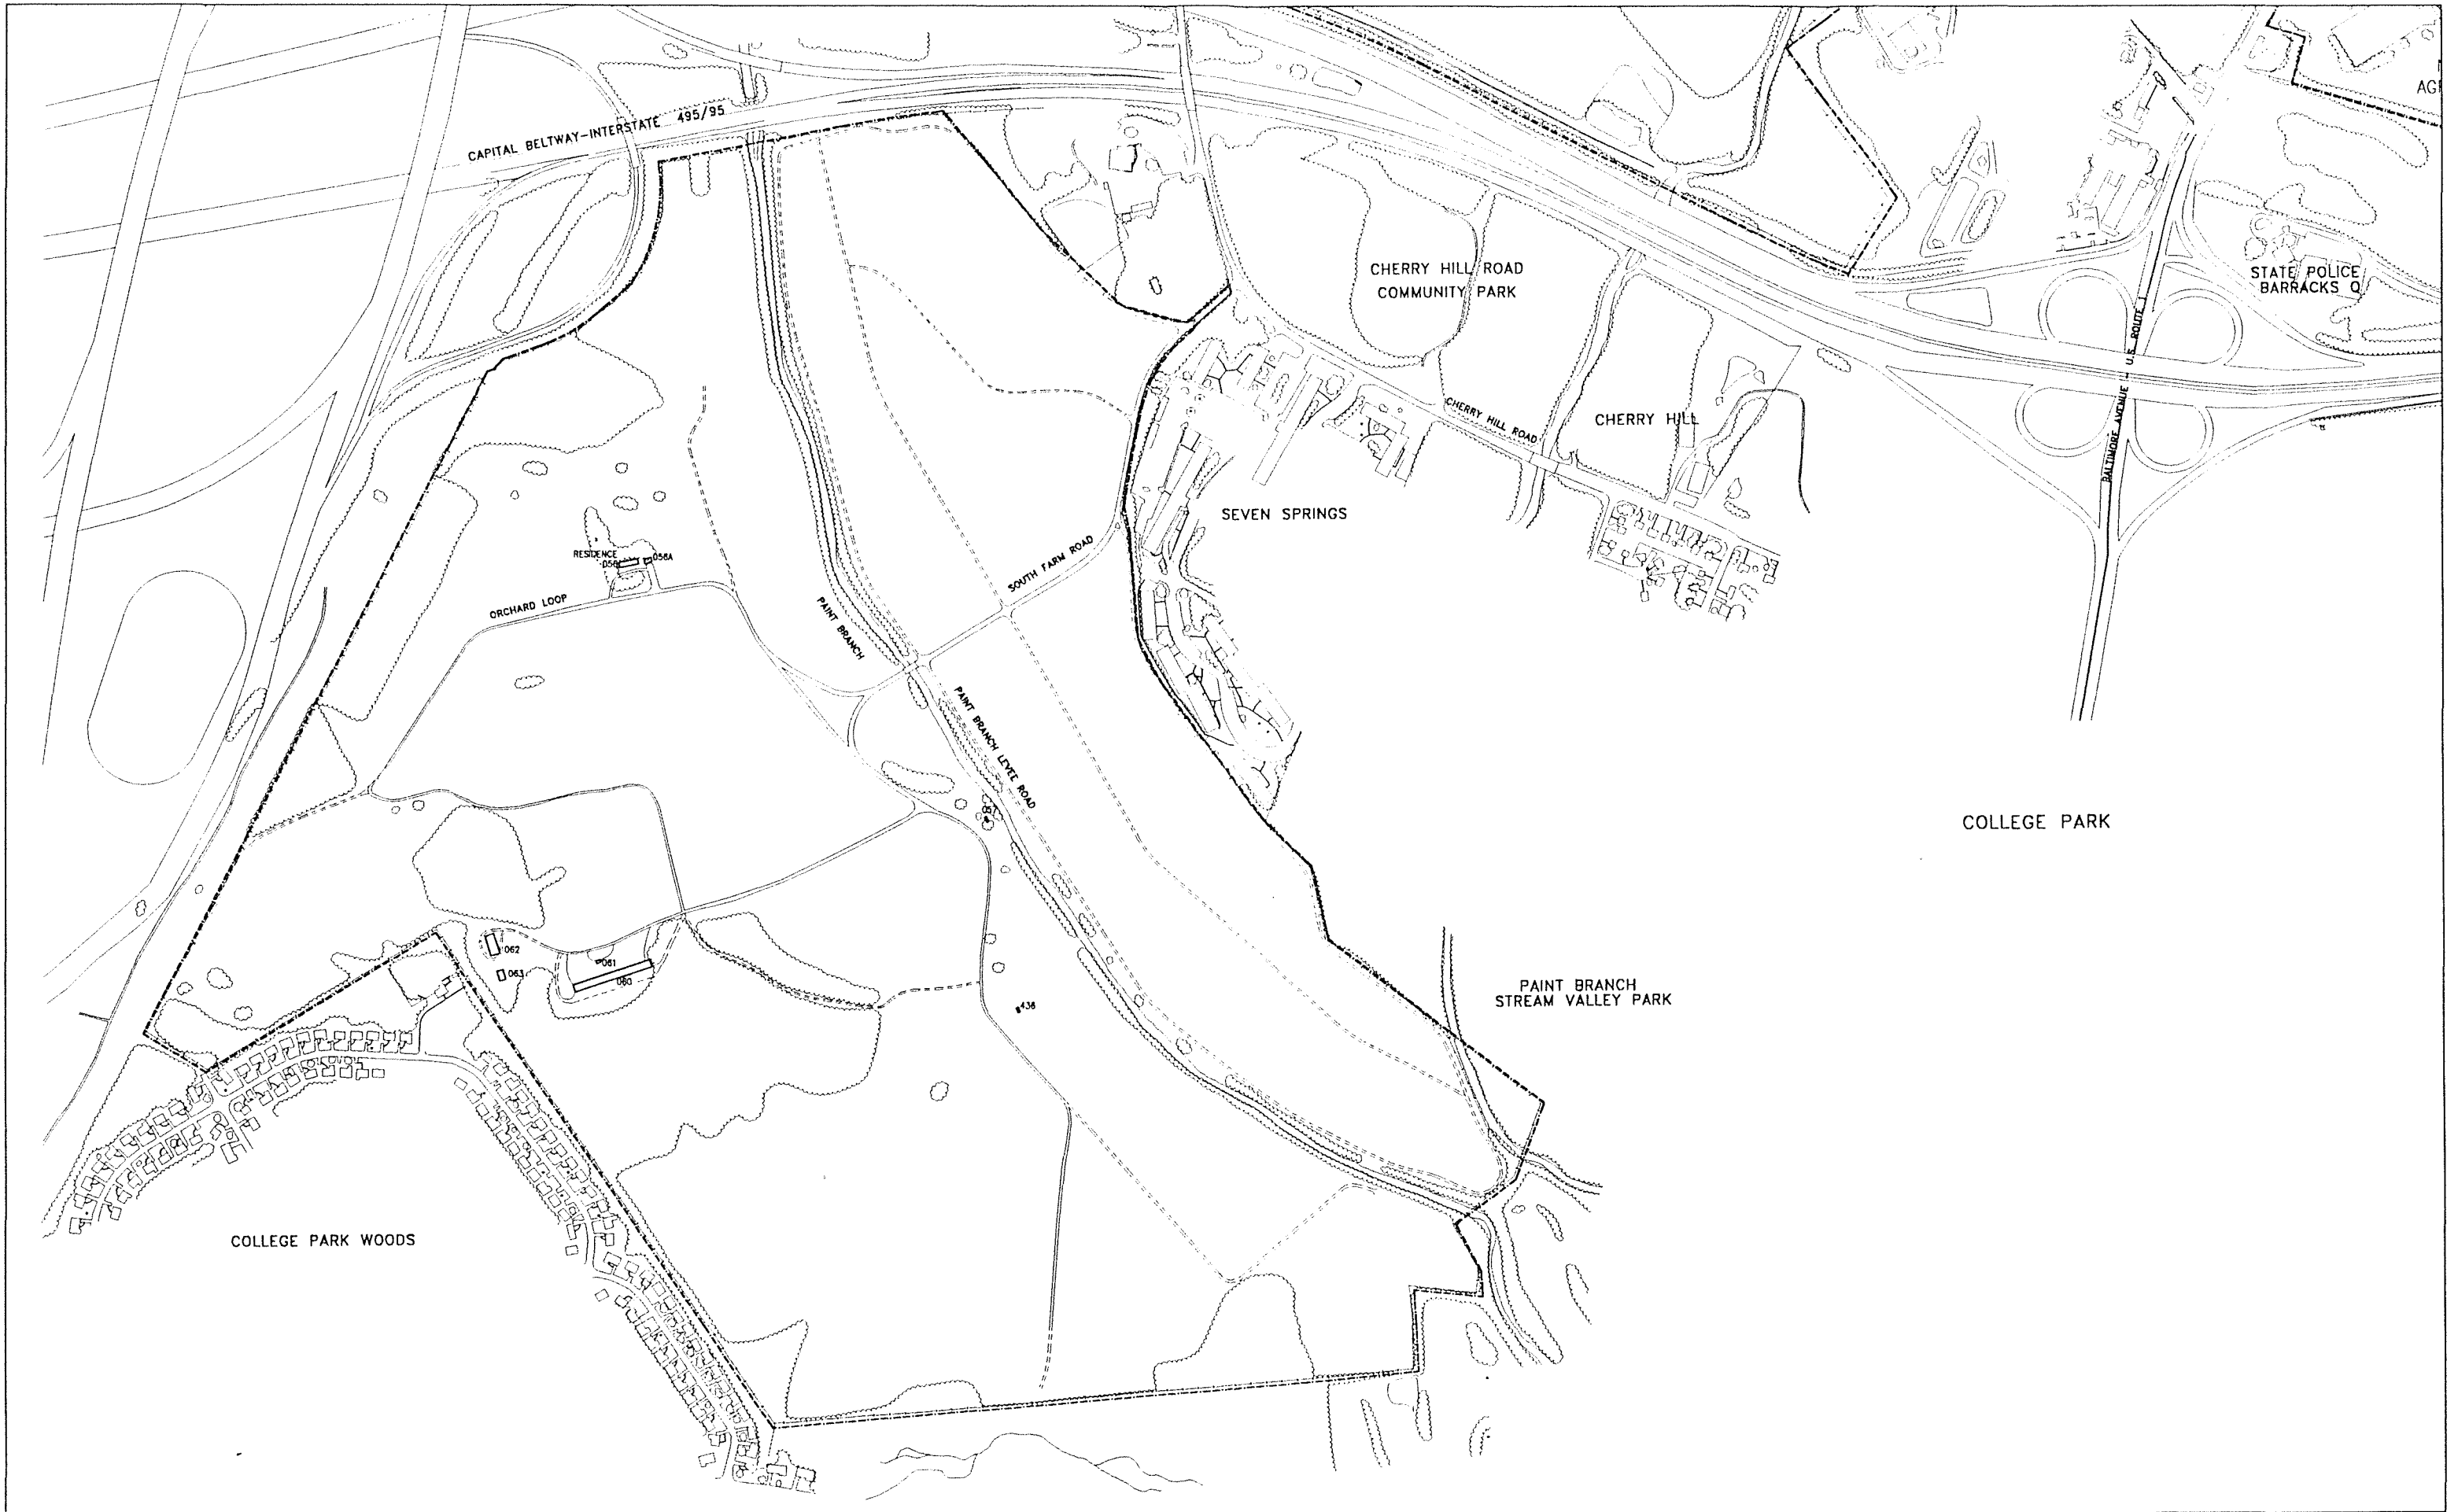 AG
CAPITAL BELTWAY-INTERSTATE 495/95
CHERRY HILL ROAD
COMMUNITY PARK
STATE POLICE
BARRACKS Q
BALTIMORE AVENUE - U.S. ROUTE 1
CHERRY HILL ROAD
CHERRY HILL
SEVEN SPRINGS
RESIDENCE
056
056A
ORCHARD LOOP
SOUTH FARM ROAD
PAINT BRANCH
PAINT BRANCH LEVEE ROAD
COLLEGE PARK
062
063
061
060
436
PAINT BRANCH
STREAM VALLEY PARK
COLLEGE PARK WOODS